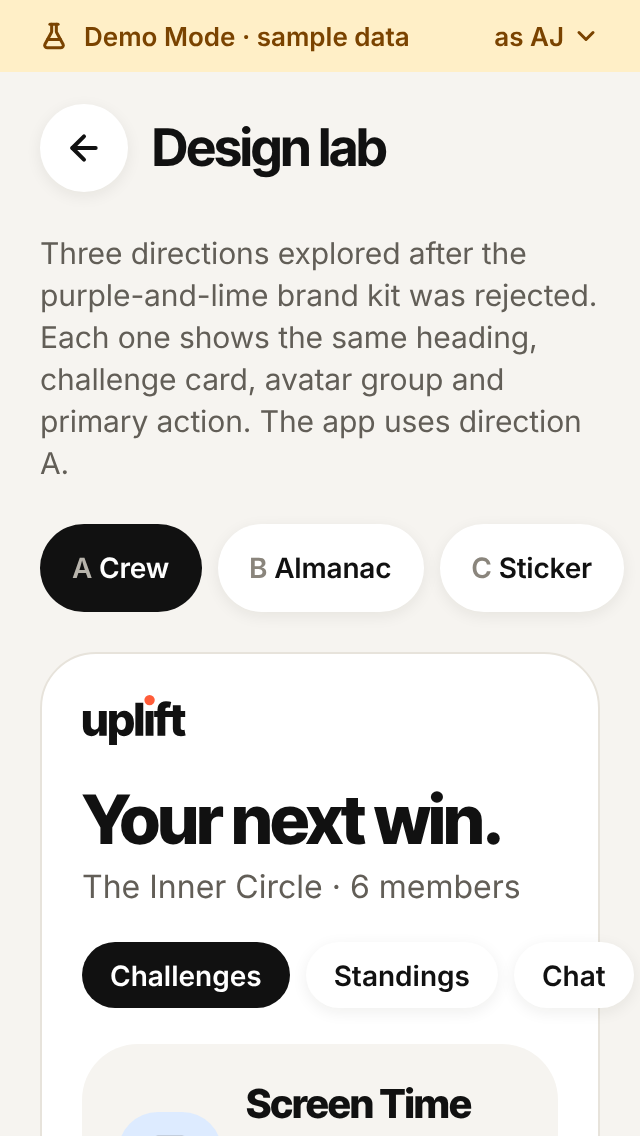 Demo Mode · sample data as AJ
Design lab
Three directions explored after the
purple-and-lime brand kit was rejected.
Each one shows the same heading,
challenge card, avatar group and
primary action. The app uses direction
A.
A Crew B Almanac C Sticker
uplift
Your next win.
The Inner Circle · 6 members
Challenges Standings Chat
Screen Time